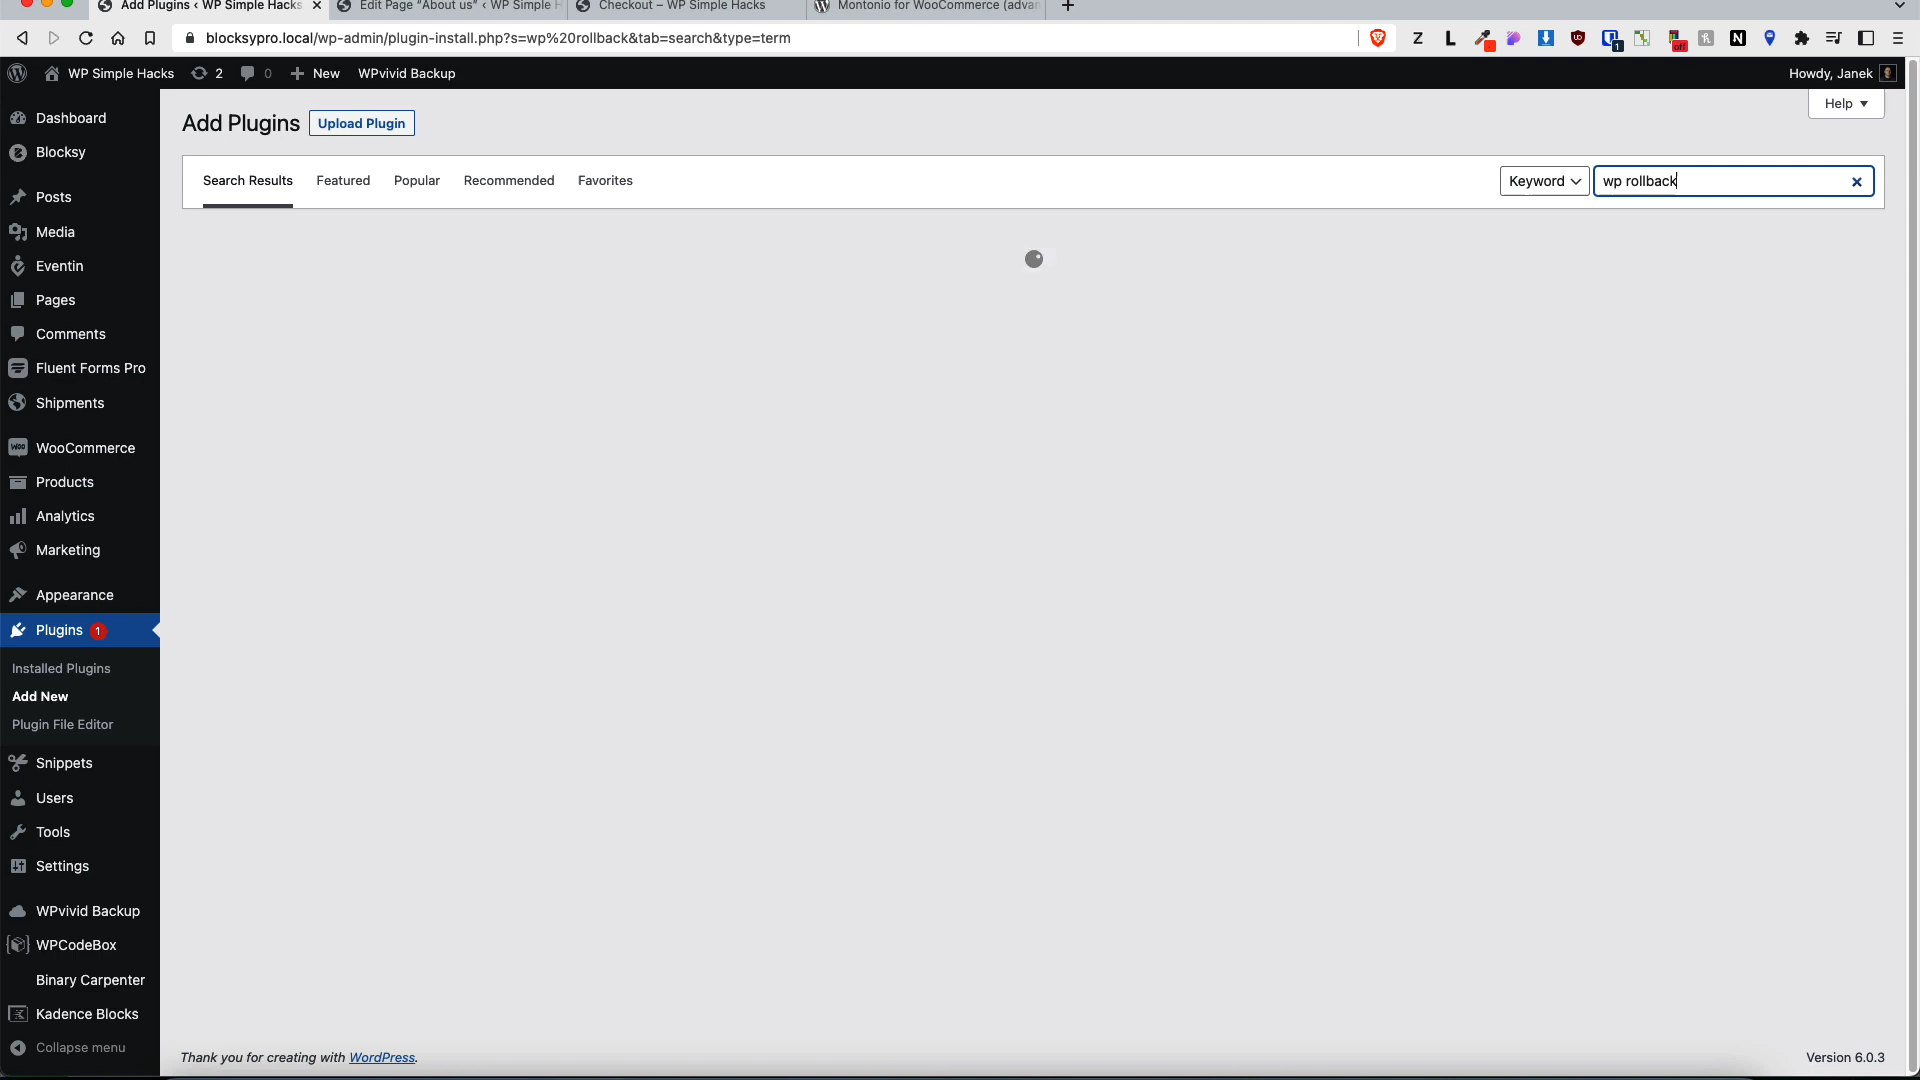 Add Plugins ‹ WP Simple Hacks
Edit Page “About us” ‹ WP Simple H
Checkout – WP Simple Hacks
Montonio for WooCommerce (advan
blocksypro.local/wp-admin/plugin-install.php?s=wp%20rollback&tab=search&type=term
WP Simple Hacks
2
0
New
WPvivid Backup
Howdy, Janek
Help
Add Plugins
Upload Plugin
Search Results
Featured
Popular
Recommended
Favorites
Keyword
wp rollback
Dashboard
Blocksy
Posts
Media
Eventin
Pages
Comments
Fluent Forms Pro
Shipments
WooCommerce
Products
Analytics
Marketing
Appearance
Plugins 1
Installed Plugins
Add New
Plugin File Editor
Snippets
Users
Tools
Settings
WPvivid Backup
WPCodeBox
Binary Carpenter
Kadence Blocks
Collapse menu
Thank you for creating with WordPress.
Version 6.0.3